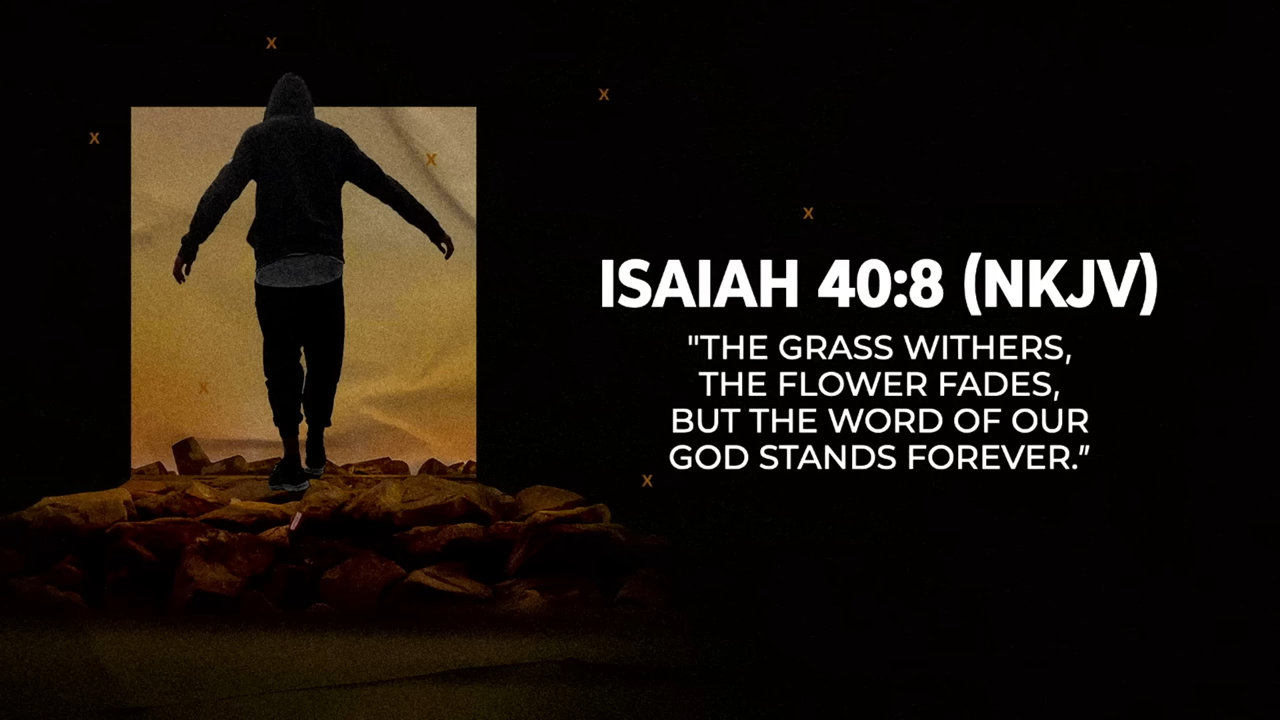 ISAIAH 40:8 (NKJV)
"THE GRASS WITHERS,
THE FLOWER FADES,
BUT THE WORD OF OUR
GOD STANDS FOREVER."